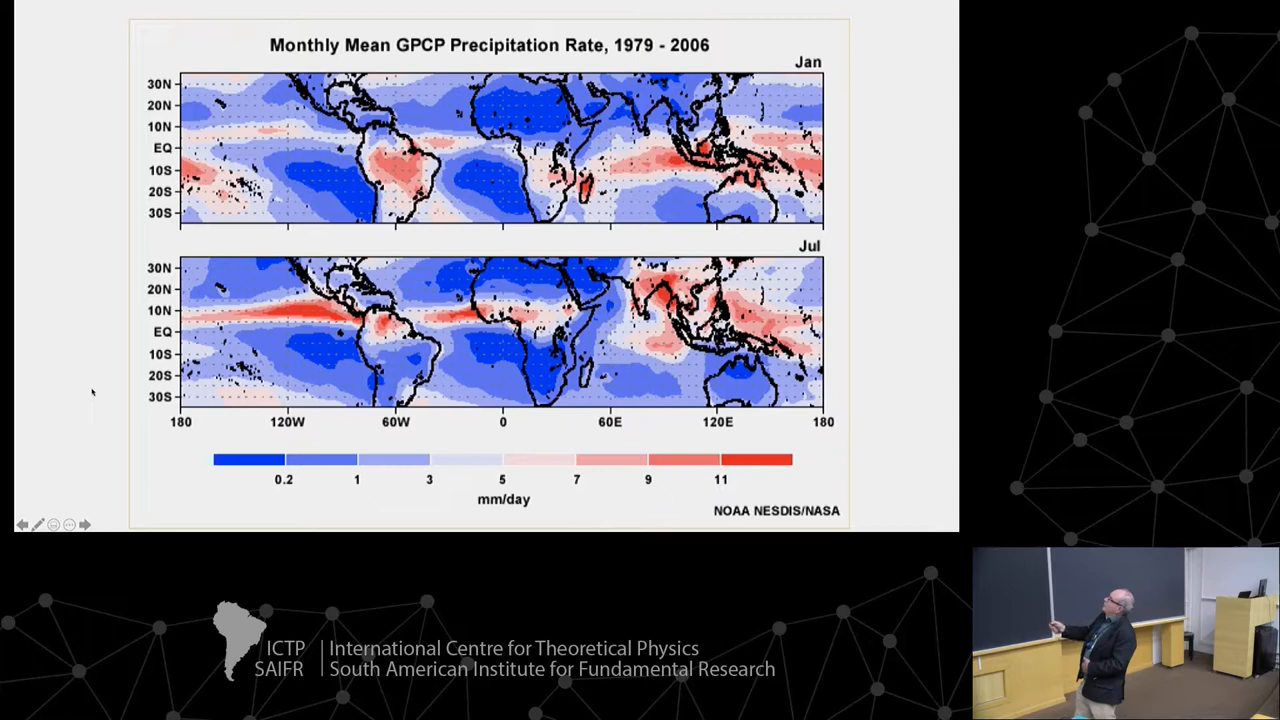 Monthly Mean GPCP Precipitation Rate, 1979 - 2006
Jan
30N
20N
10N
EQ
10S
20S
30S
Jul
30N
20N
10N
EQ
10S
20S
30S
180 120W 60W 0 60E 120E 180
0.2 1 3 5 7 9 11
mm/day
NOAA NESDIS/NASA
ICTP | International Centre for Theoretical Physics
SAIFR | South American Institute for Fundamental Research